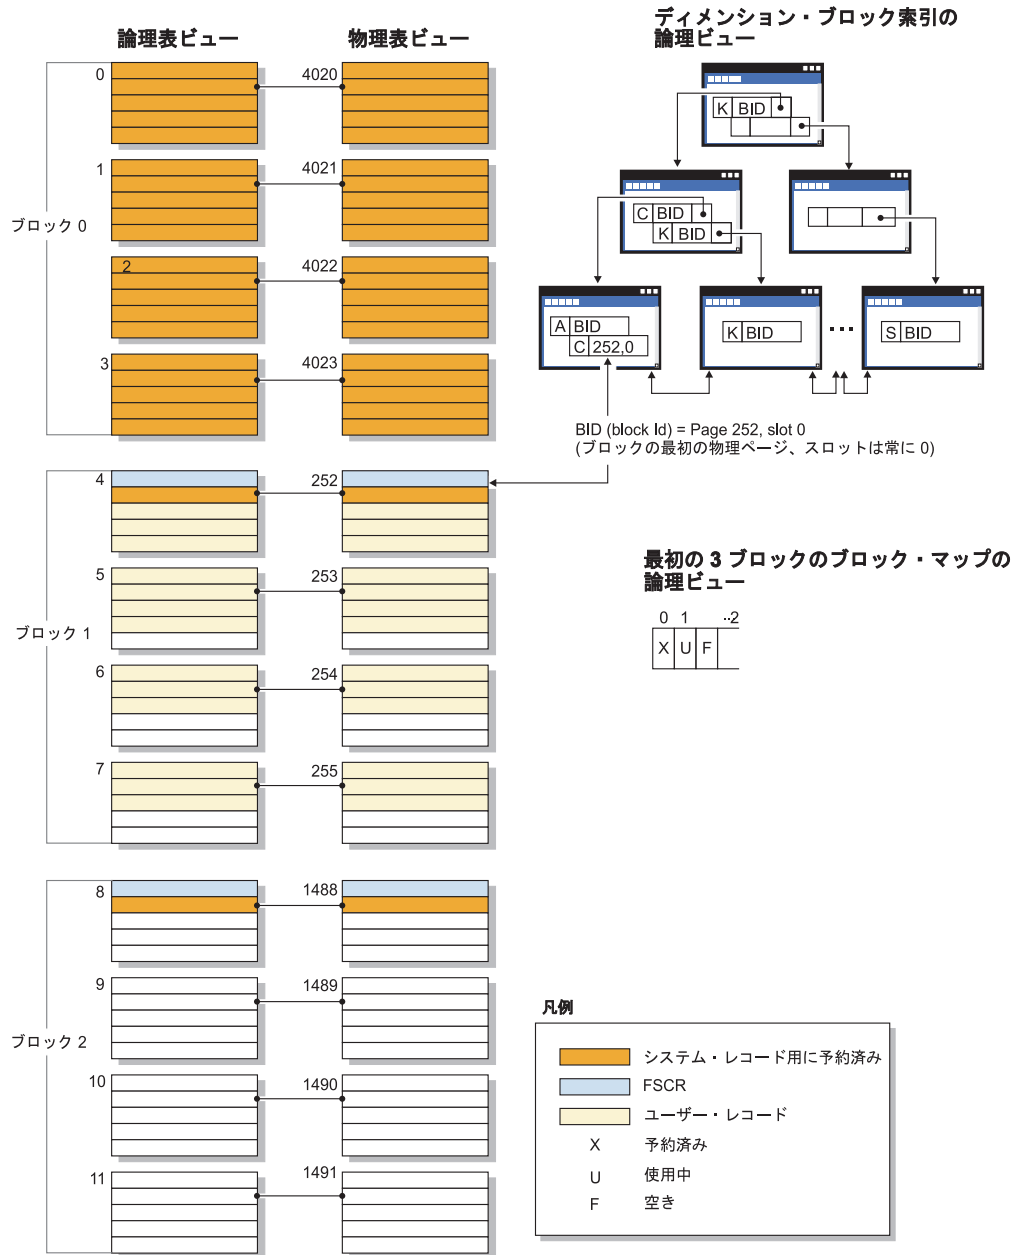 論理表ビュー
物理表ビュー
ディメンション・ブロック索引の
論理ビュー
ブロック 0
0
4020
1
4021
2
4022
3
4023
K BID
C BID
K BID
A BID
C 252,0
K BID
...
S BID
BID (block Id) = Page 252, slot 0
(ブロックの最初の物理ページ、スロットは常に 0)
ブロック 1
4
252
5
253
6
254
7
255
最初の 3 ブロックのブロック・マップの
論理ビュー
0 1 ..2
X U F
ブロック 2
8
1488
9
1489
10
1490
11
1491
凡例
システム・レコード用に予約済み
FSCR
ユーザー・レコード
X 予約済み
U 使用中
F 空き